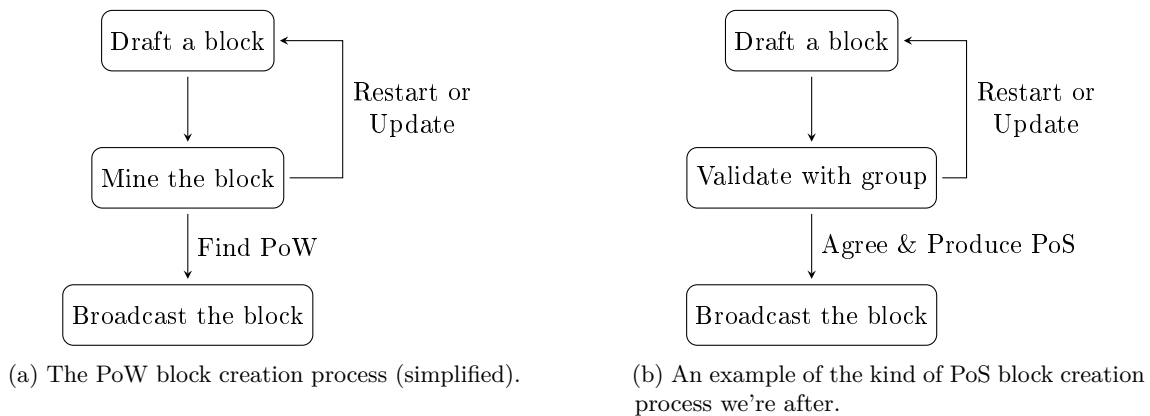 Draft a block
Restart or
Update
Mine the block
Find PoW
Broadcast the block
(a) The PoW block creation process (simplified).
Draft a block
Restart or
Update
Validate with group
Agree & Produce PoS
Broadcast the block
(b) An example of the kind of PoS block creation
process we're after.